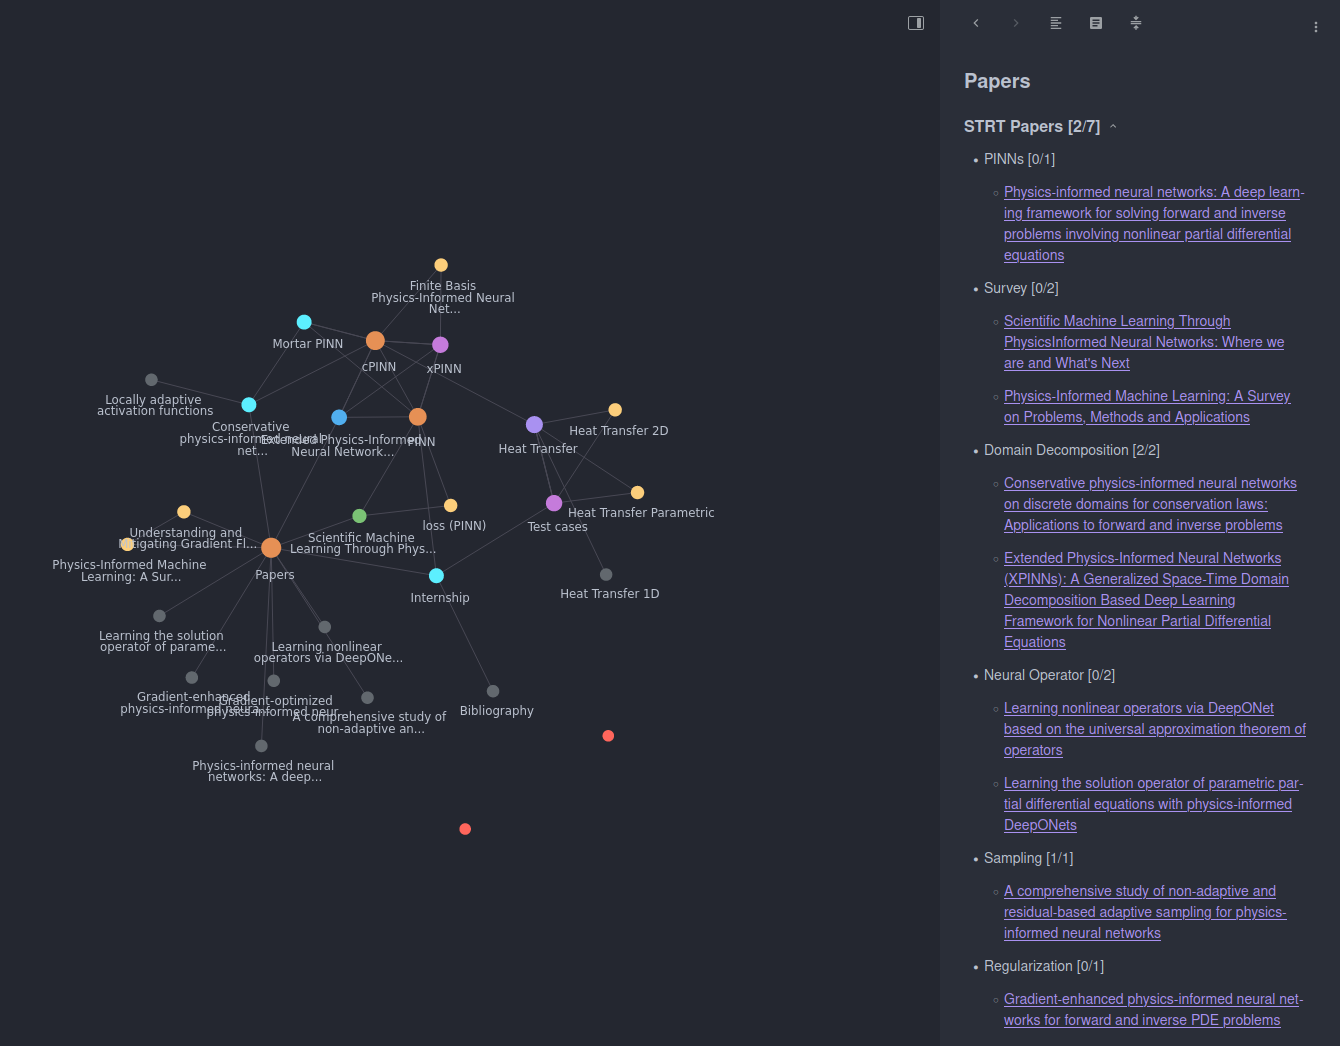 Finite Basis
Physics-Informed Neural
Net...
Mortar PINN
cPINN
xPINN
Locally adaptive
activation functions
Conservative
physics-informed neural
net...
Extended Physics-Informed
Neural Network...
PINN
Heat Transfer 2D
Heat Transfer
Heat Transfer Parametric
Test cases
loss (PINN)
Scientific Machine
Learning Through Phys...
Understanding and
Mitigating Gradient Fl...
Physics-Informed Machine
Learning: A Sur...
Papers
Internship
Heat Transfer 1D
Learning the solution
operator of parame...
Learning nonlinear
operators via DeepONe...
Gradient-enhanced
physics-informed neura...
Gradient-optimized
physics-informed neur...
A comprehensive study of
non-adaptive an...
Bibliography
Physics-informed neural
networks: A deep...
Papers
STRT Papers [2/7]
PINNs [0/1]
Physics-informed neural networks: A deep learn-
ing framework for solving forward and inverse
problems involving nonlinear partial differential
equations
Survey [0/2]
Scientific Machine Learning Through
PhysicsInformed Neural Networks: Where we
are and What's Next
Physics-Informed Machine Learning: A Survey
on Problems, Methods and Applications
Domain Decomposition [2/2]
Conservative physics-informed neural networks
on discrete domains for conservation laws:
Applications to forward and inverse problems
Extended Physics-Informed Neural Networks
(XPINNs): A Generalized Space-Time Domain
Decomposition Based Deep Learning
Framework for Nonlinear Partial Differential
Equations
Neural Operator [0/2]
Learning nonlinear operators via DeepONet
based on the universal approximation theorem of
operators
Learning the solution operator of parametric par-
tial differential equations with physics-informed
DeepONets
Sampling [1/1]
A comprehensive study of non-adaptive and
residual-based adaptive sampling for physics-
informed neural networks
Regularization [0/1]
Gradient-enhanced physics-informed neural net-
works for forward and inverse PDE problems